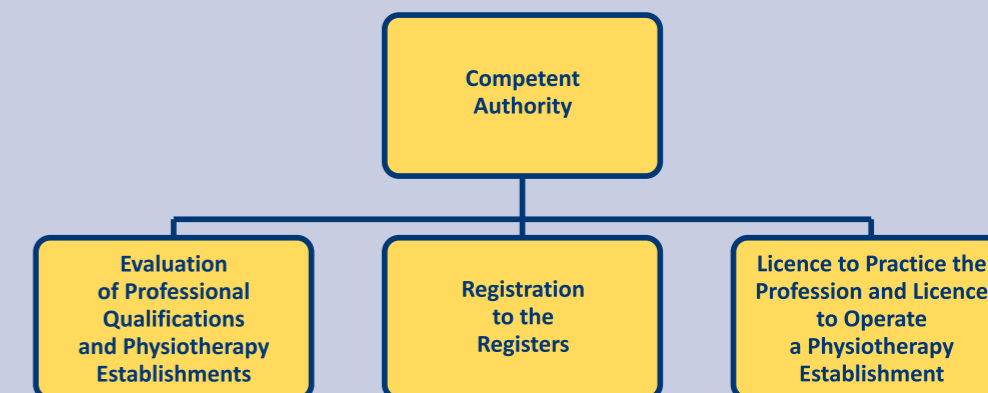 Competent
Authority
Evaluation
of Professional
Qualifications
and Physiotherapy
Establishments
Registration
to the
Registers
Licence to Practice the
Profession and Licence
to Operate
a Physiotherapy
Establishment